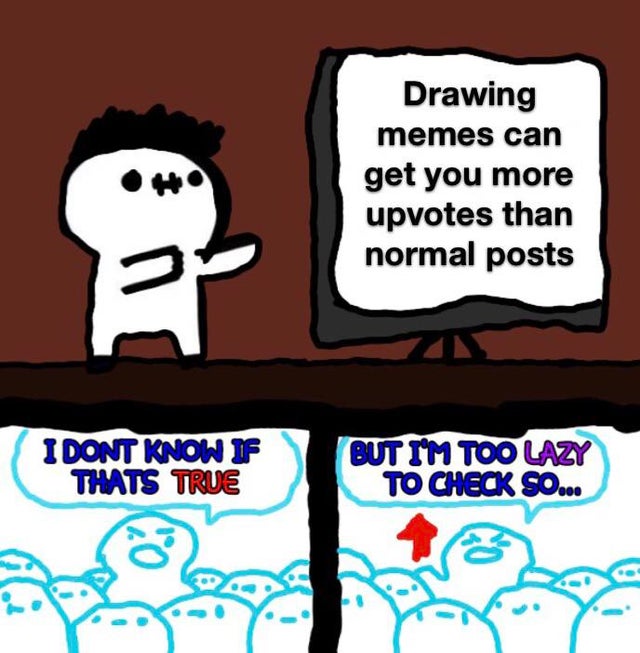 Drawing
memes can
get you more
upvotes than
normal posts
I DONT KNOW IF
THATS TRUE
BUT I'M TOO LAZY
TO CHECK SO...